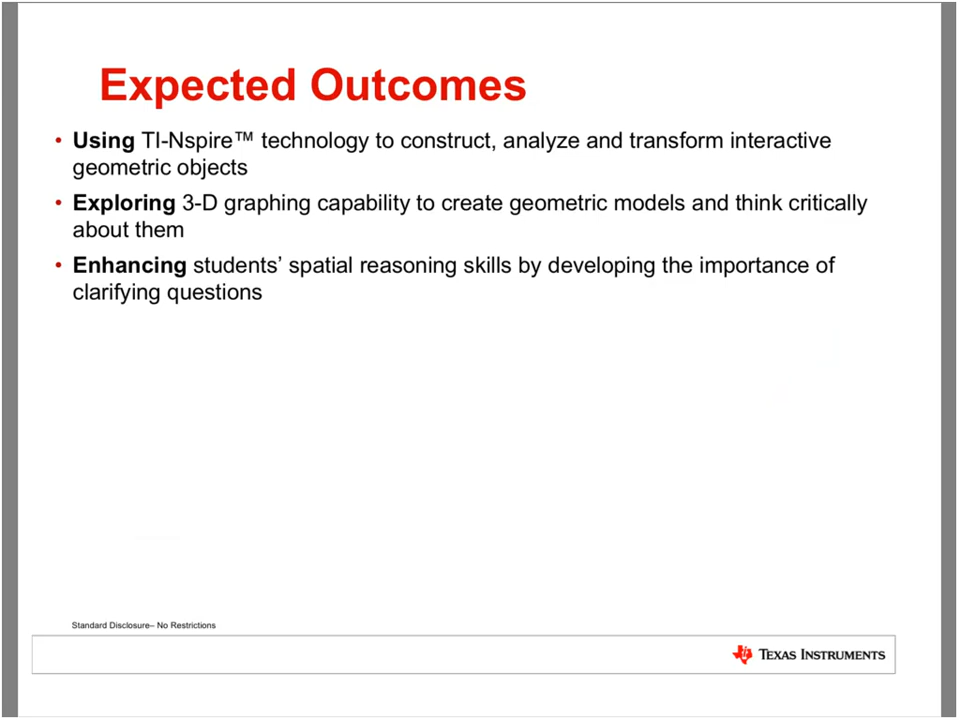 Expected Outcomes
• Using TI-Nspire™ technology to construct, analyze and transform interactive
geometric objects
• Exploring 3-D graphing capability to create geometric models and think critically
about them
• Enhancing students’ spatial reasoning skills by developing the importance of
clarifying questions
Standard Disclosure– No Restrictions
TEXAS INSTRUMENTS